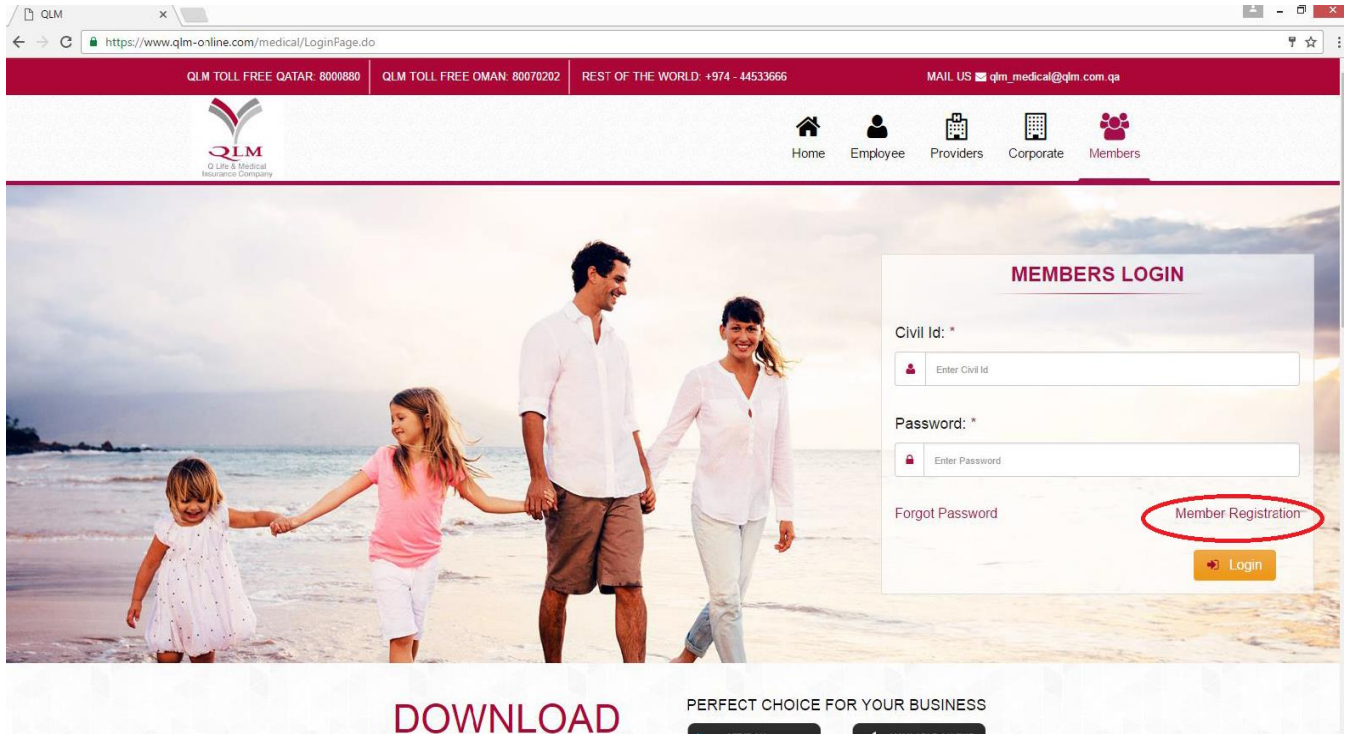 QLM
https://www.qlm-online.com/medical/LoginPage.do
QLM TOLL FREE QATAR: 8000880 QLM TOLL FREE OMAN: 80070202 REST OF THE WORLD: +974 - 44533666 MAIL US qlm_medical@qlm.com.qa
QLM
Q Life & Medical
Insurance Company
Home Employee Providers Corporate Members
MEMBERS LOGIN
Civil Id: *
Enter Civil Id
Password: *
Enter Password
Forgot Password Member Registration
Login
DOWNLOAD
PERFECT CHOICE FOR YOUR BUSINESS